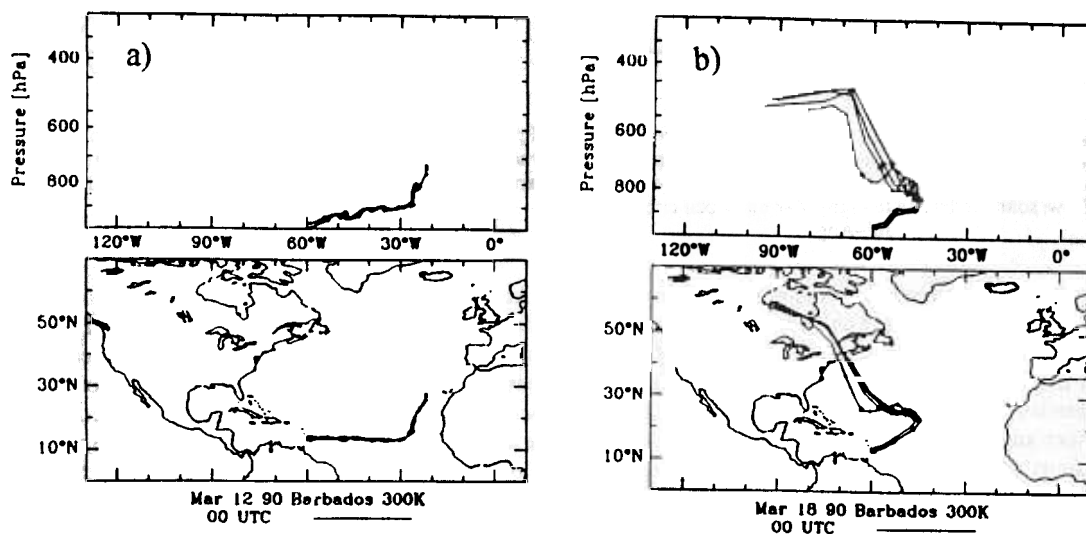 a)
Pressure [hPa]
400
600
800
120°W 90°W 60°W 30°W 0°
50°N
30°N
10°N
Mar 12 90 Barbados 300K
00 UTC
b)
Pressure [hPa]
400
600
800
120°W 90°W 60°W 30°W 0°
50°N
30°N
10°N
Mar 18 90 Barbados 300K
00 UTC